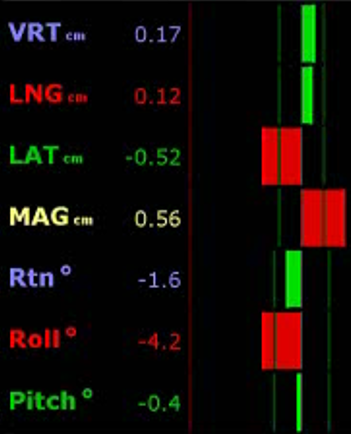 VRT cm 0.17
LNG cm 0.12
LAT cm -0.52
MAG cm 0.56
Rtn ° -1.6
Roll ° -4.2
Pitch ° -0.4